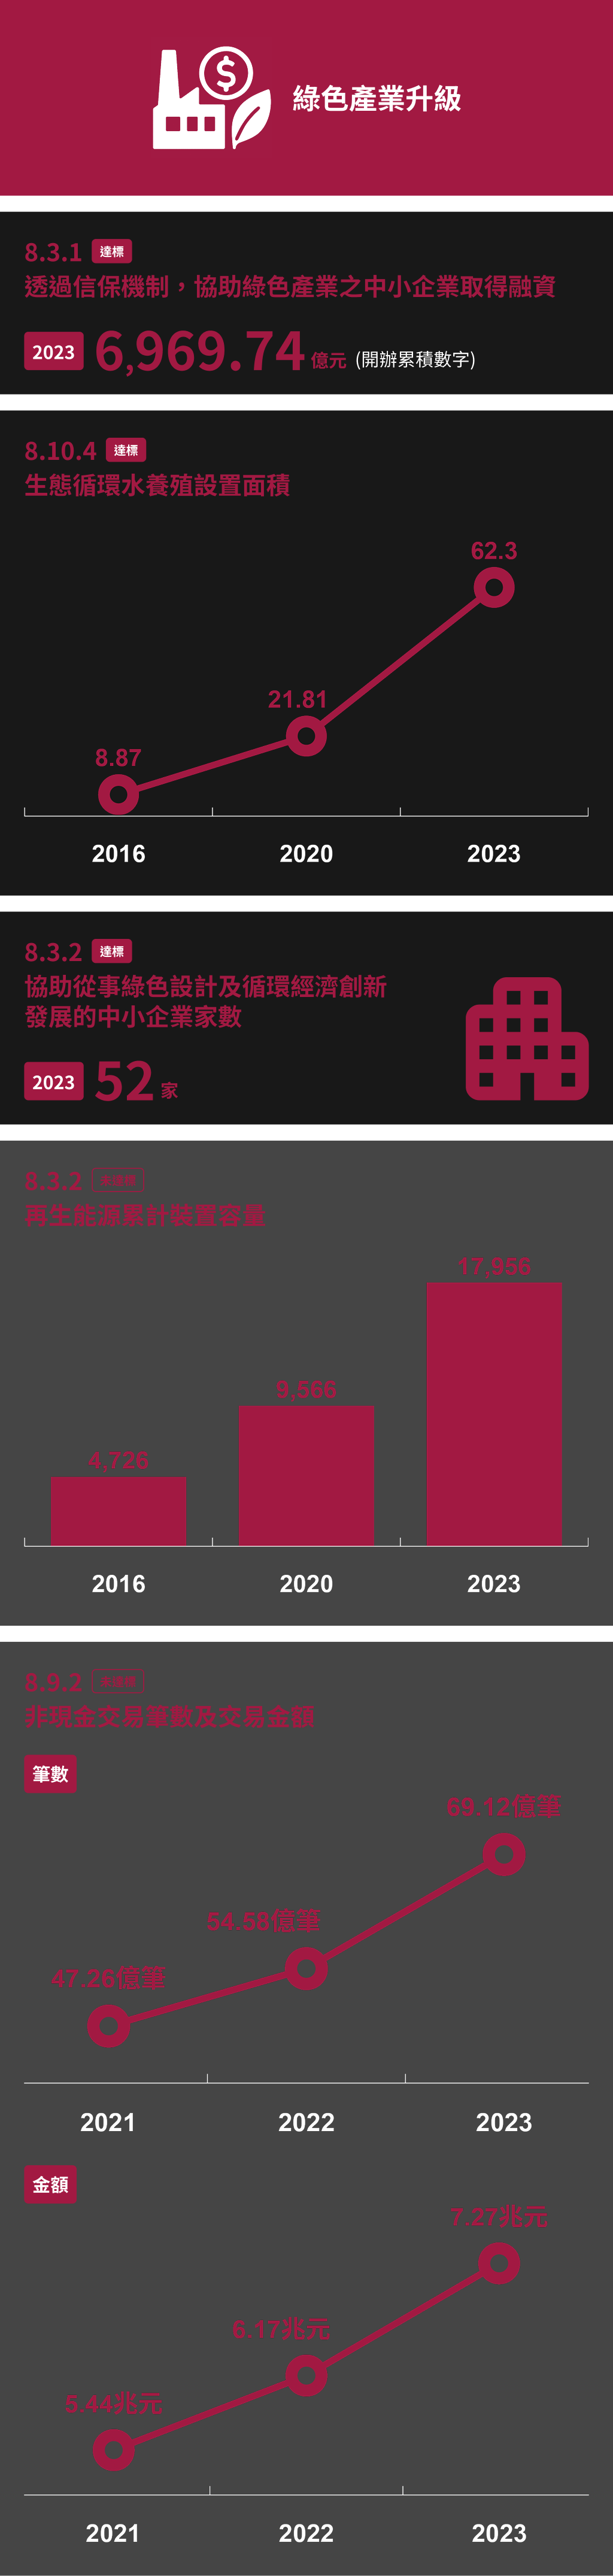 綠色產業升級
8.3.1 達標
透過信保機制，協助綠色產業之中小企業取得融資
2023 6,969.74 億元 (開辦累積數字)
8.10.4 達標
生態循環水養殖設置面積
62.3
21.81
8.87
2016 2020 2023
8.3.2 達標
協助從事綠色設計及循環經濟創新
發展的中小企業家數
2023 52 家
8.3.2 未達標
再生能源累計裝置容量
17,956
9,566
4,726
2016 2020 2023
8.9.2 未達標
非現金交易筆數及交易金額
筆數
69.12億筆
54.58億筆
47.26億筆
2021 2022 2023
金額
7.27兆元
6.17兆元
5.44兆元
2021 2022 2023